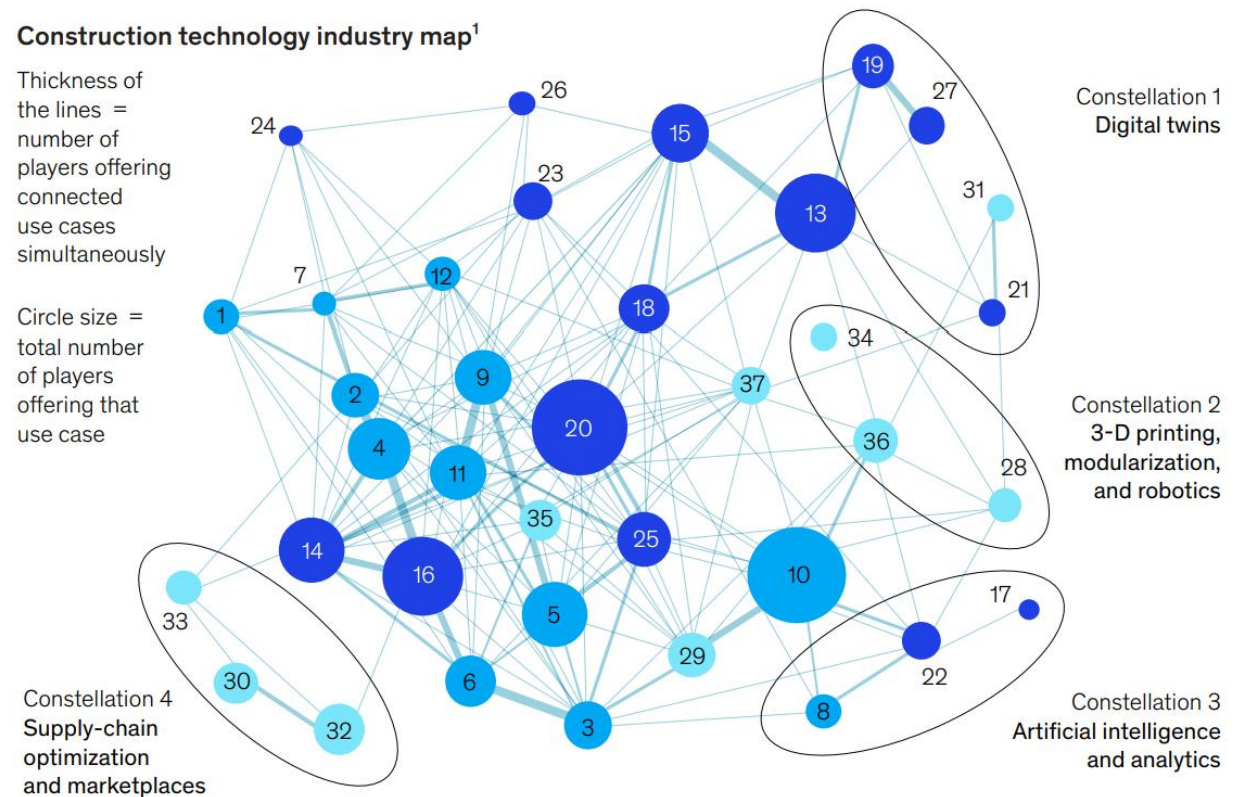 Construction technology industry map¹
Thickness of
the lines =
number of
players offering
connected
use cases
simultaneously
Circle size =
total number
of players
offering that
use case
Constellation 1
Digital twins
Constellation 2
3-D printing,
modularization,
and robotics
Constellation 3
Artificial intelligence
and analytics
Constellation 4
Supply-chain
optimization
and marketplaces
19
27
26
24
15
23
31
13
12
7
1
18
21
34
9
37
2
20
36
4
11
28
35
25
14
16
10
33
5
17
22
29
30
6
8
3
32